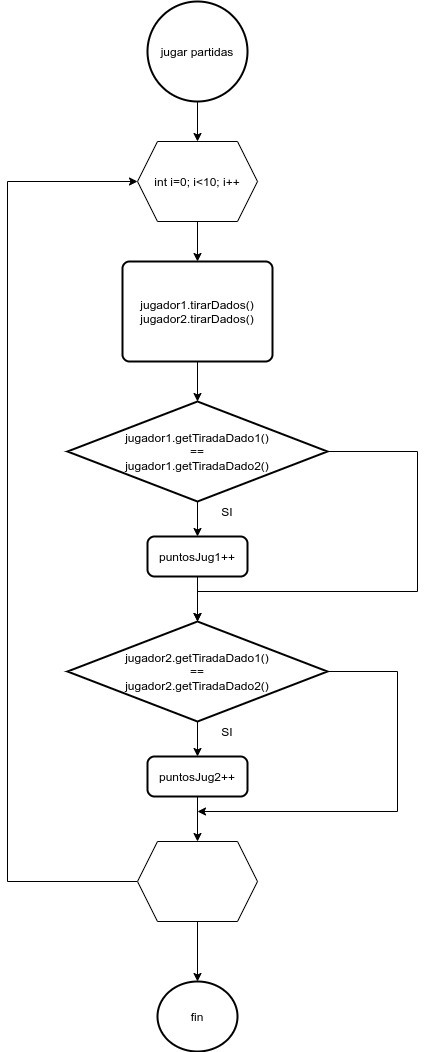 jugar partidas
int i=0; i<10; i++
jugador1.tirarDados()
jugador2.tirarDados()
jugador1.getTiradaDado1()
==
jugador1.getTiradaDado2()
SI
puntosJug1++
jugador2.getTiradaDado1()
==
jugador2.getTiradaDado2()
SI
puntosJug2++
fin